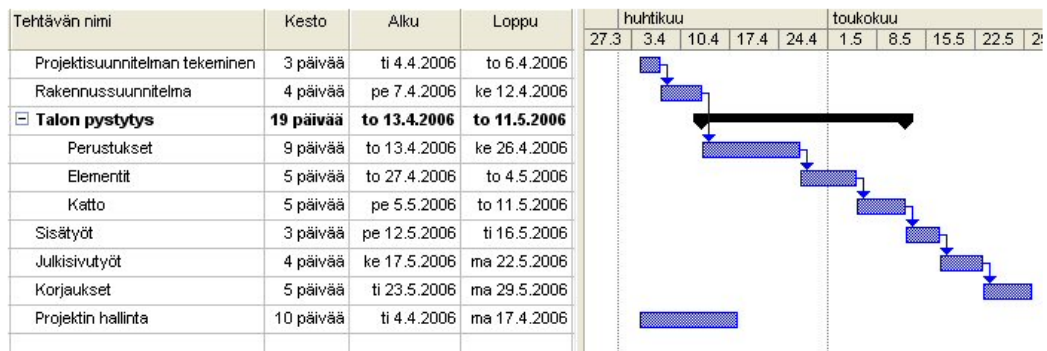 Tehtävän nimi Kesto Alku Loppu huhtikuu toukokuu
27.3 3.4 10.4 17.4 24.4 1.5 8.5 15.5 22.5
Projektisuunnitelman tekeminen 3 päivää ti 4.4.2006 to 6.4.2006
Rakennussuunnitelma 4 päivää pe 7.4.2006 ke 12.4.2006
Talon pystytys 19 päivää to 13.4.2006 to 11.5.2006
Perustukset 9 päivää to 13.4.2006 ke 26.4.2006
Elementit 5 päivää to 27.4.2006 to 4.5.2006
Katto 5 päivää pe 5.5.2006 to 11.5.2006
Sisätyöt 3 päivää pe 12.5.2006 ti 16.5.2006
Julkisivutyöt 4 päivää ke 17.5.2006 ma 22.5.2006
Korjaukset 5 päivää ti 23.5.2006 ma 29.5.2006
Projektin hallinta 10 päivää ti 4.4.2006 ma 17.4.2006